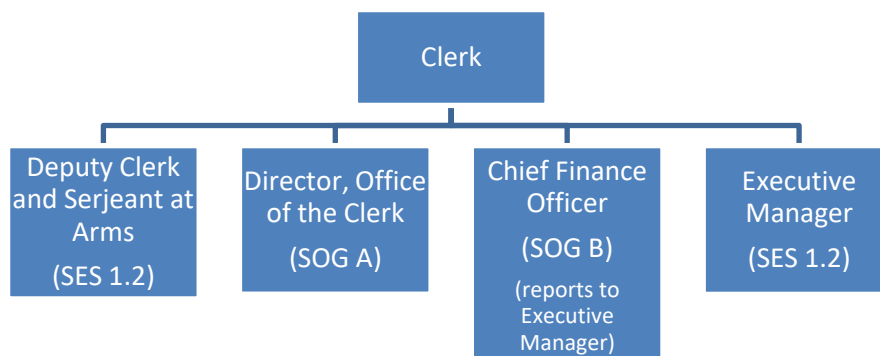 Clerk
Deputy Clerk
and Serjeant at
Arms
(SES 1.2)
Director, Office
of the Clerk
(SOG A)
Chief Finance
Officer
(SOG B)
(reports to
Executive
Manager)
Executive
Manager
(SES 1.2)